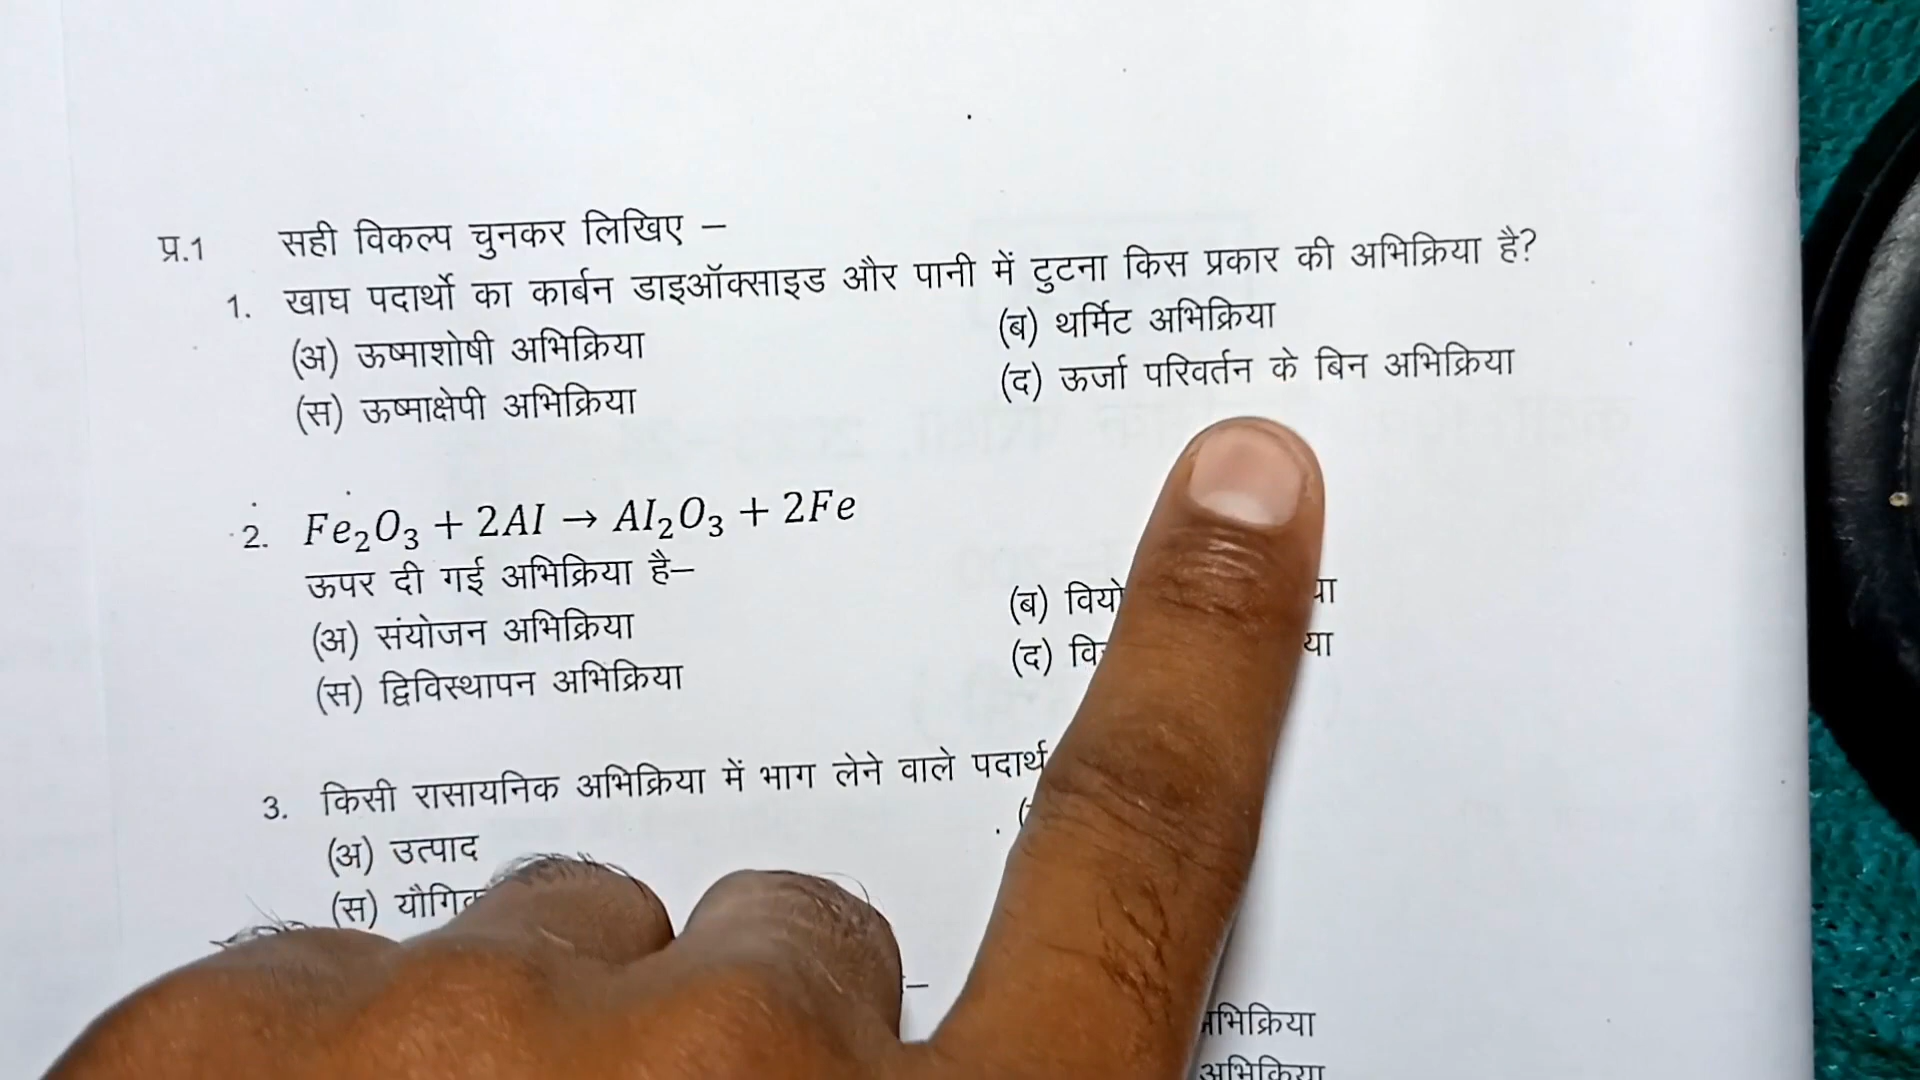 प्र.1 सही विकल्प चुनकर लिखिए –
1. खाघ पदार्थो का कार्बन डाइऑक्साइड और पानी में टुटना किस प्रकार की अभिक्रिया है?
(अ) ऊष्माशोषी अभिक्रिया (ब) थर्मिट अभिक्रिया
(स) ऊष्माक्षेपी अभिक्रिया (द) ऊर्जा परिवर्तन के बिन अभिक्रिया
2. Fe₂O₃ + 2AI → AI₂O₃ + 2Fe
ऊपर दी गई अभिक्रिया है–
(अ) संयोजन अभिक्रिया (ब)
(स) द्विविस्थापन अभिक्रिया (द)
3. किसी रासायनिक अभिक्रिया में भाग लेने वाले पदार्थ
(अ) उत्पाद
(स)
अभिक्रिया
अभिक्रिया